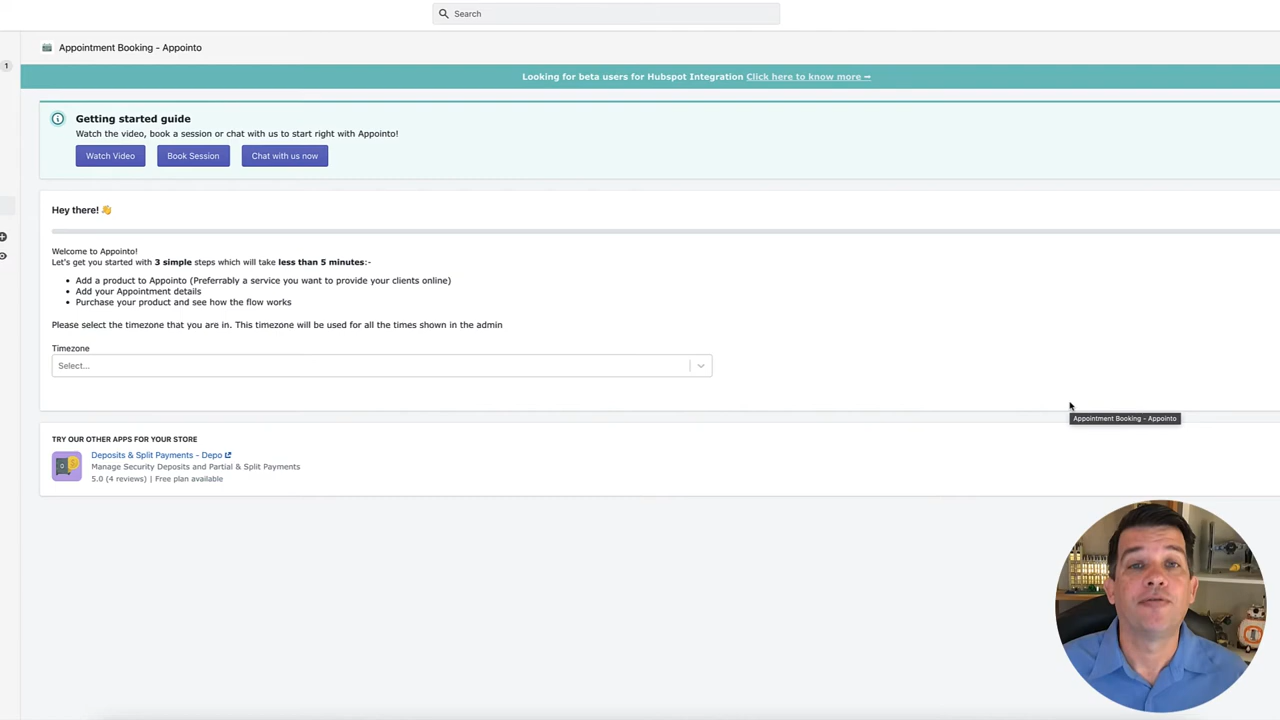 Search
Appointment Booking - Appointo
1
Looking for beta users for Hubspot Integration Click here to know more →
Getting started guide
Watch the video, book a session or chat with us to start right with Appointo!
Watch Video
Book Session
Chat with us now
Hey there! 👋
Welcome to Appointo!
Let's get you started with 3 simple steps which will take less than 5 minutes:-
Add a product to Appointo (Preferrably a service you want to provide your clients online)
Add your Appointment details
Purchase your product and see how the flow works
Please select the timezone that you are in. This timezone will be used for all the times shown in the admin
Timezone
Select...
Appointment Booking - Appointo
TRY OUR OTHER APPS FOR YOUR STORE
Deposits & Split Payments - Depo
Manage Security Deposits and Partial & Split Payments
5.0 (4 reviews) | Free plan available